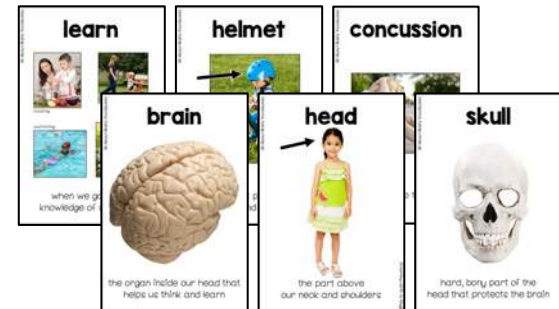 learn
helmet
concussion
when we go
knowledge of
brain
the organ inside our head that
helps us think and learn
head
the part above
our neck and shoulders
skull
hard, bony part of the
head that protects the brain